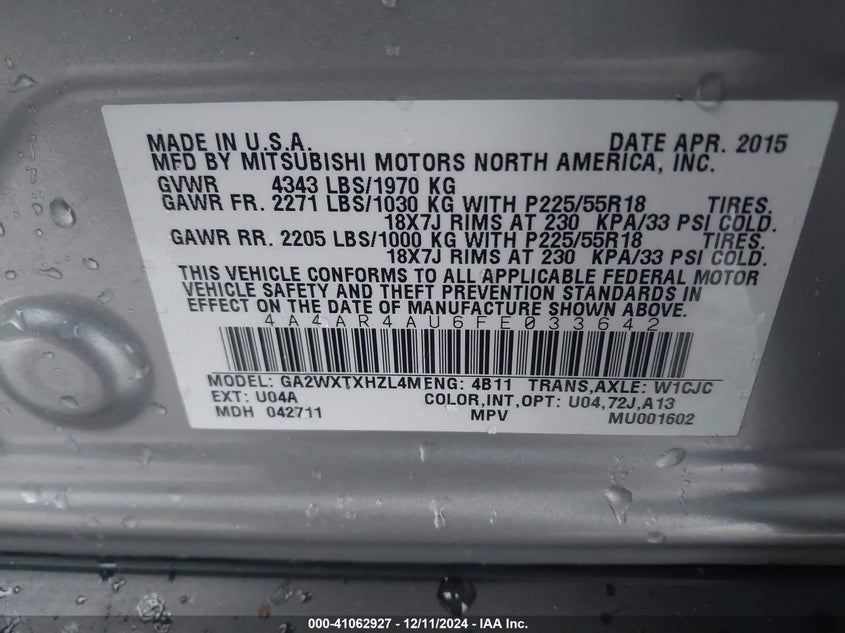 MADE IN U.S.A. DATE APR. 2015
MFD BY MITSUBISHI MOTORS NORTH AMERICA, INC.
GVWR 4343 LBS/1970 KG
GAWR FR. 2271 LBS/1030 KG WITH P225/55R18 TIRES.
18X7J RIMS AT 230 KPA/33 PSI COLD.
GAWR RR. 2205 LBS/1000 KG WITH P225/55R18 TIRES.
18X7J RIMS AT 230 KPA/33 PSI COLD.
THIS VEHICLE CONFORMS TO ALL APPLICABLE FEDERAL MOTOR
VEHICLE SAFETY AND THEFT PREVENTION STANDARDS IN
EFFECT ON THE DATE OF MANUFACTURE SHOWN ABOVE.
4A4AR4AU6FE033642
MODEL: GA2WXTXHZL4M ENG: 4B11 TRANS,AXLE: W1CJC
EXT: U04A COLOR,INT,OPT: U04,72J,A13
MDH 042711 MPV MU001602
000-41062927 - 12/11/2024 - IAA Inc.